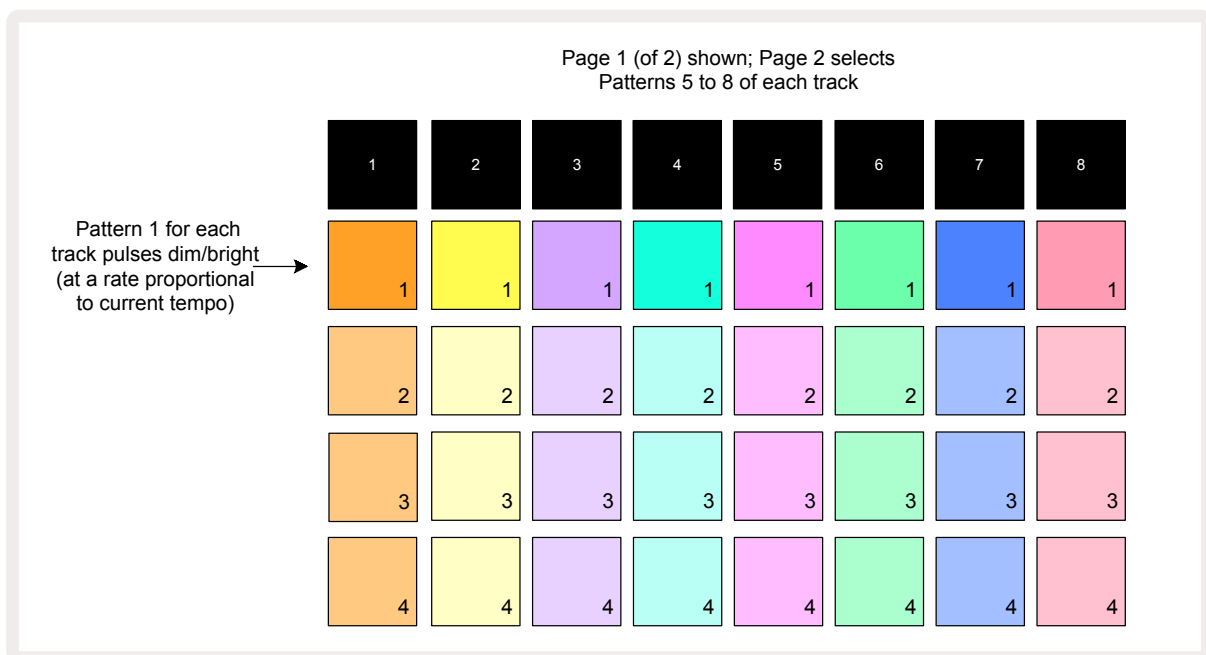 Page 1 (of 2) shown; Page 2 selects
Patterns 5 to 8 of each track
1 2 3 4 5 6 7 8
Pattern 1 for each
track pulses dim/bright
(at a rate proportional
to current tempo)
1 1 1 1 1 1 1 1
2 2 2 2 2 2 2 2
3 3 3 3 3 3 3 3
4 4 4 4 4 4 4 4